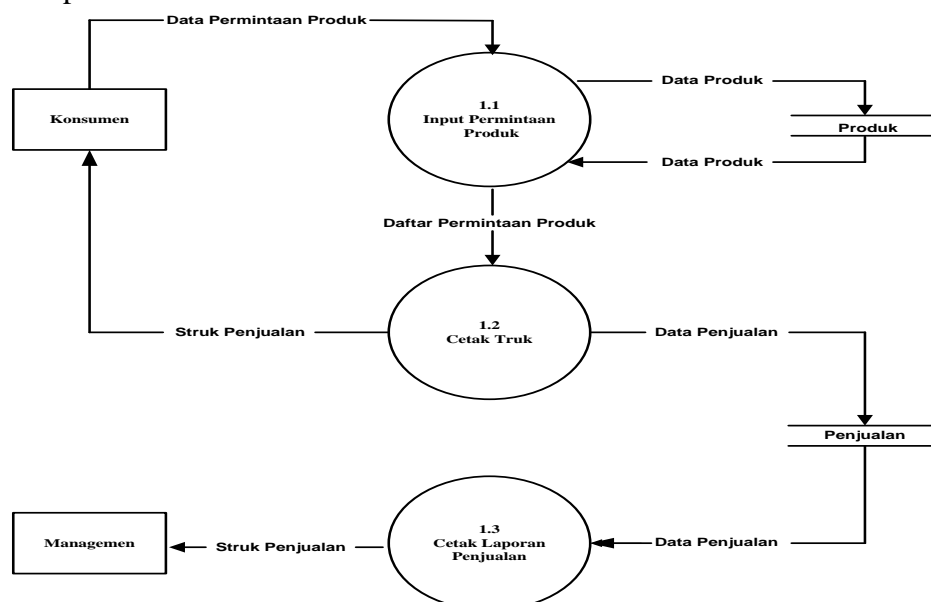 Data Permintaan Produk
Konsumen
1.1
Input Permintaan
Produk
Data Produk
Produk
Data Produk
Daftar Permintaan Produk
1.2
Cetak Truk
Struk Penjualan
Data Penjualan
Penjualan
Managemen
Struk Penjualan
1.3
Cetak Laporan
Penjualan
Data Penjualan